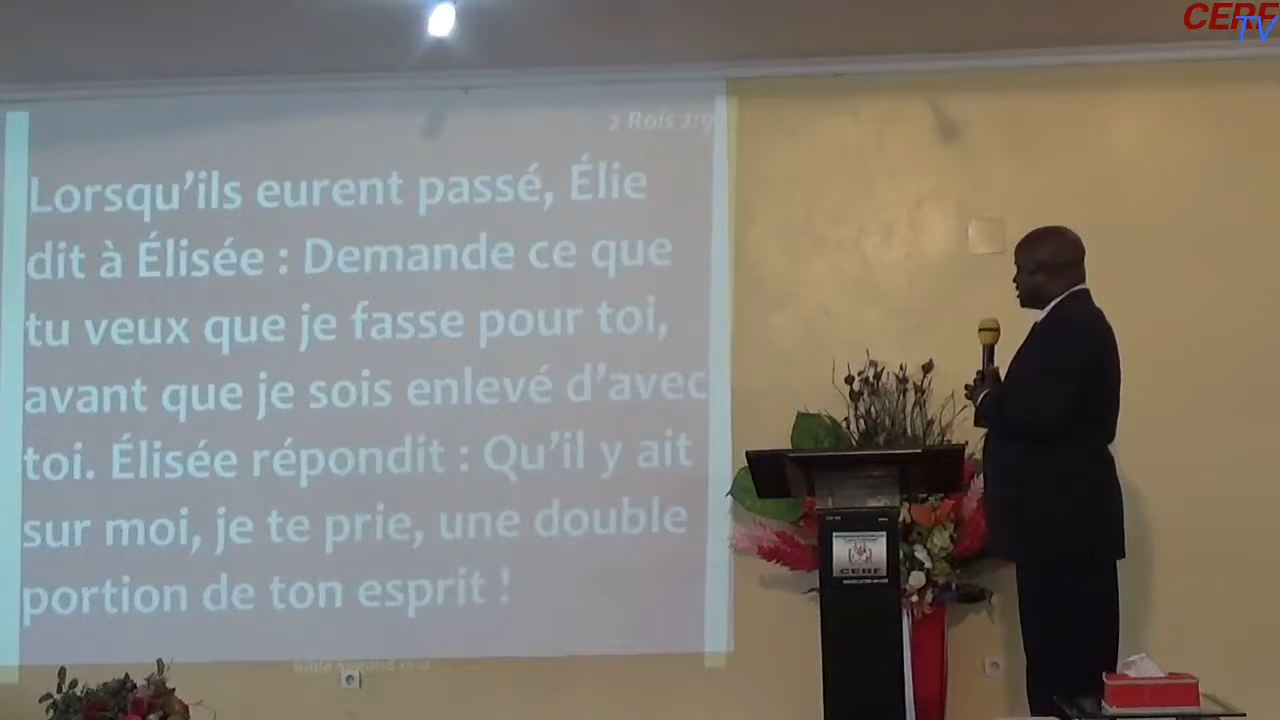 CERF
TV
2 Rois 2:9
Lorsqu'ils eurent passé, Élie
dit à Élisée : Demande ce que
tu veux que je fasse pour toi,
avant que je sois enlevé d'avec
toi. Élisée répondit : Qu'il y ait
sur moi, je te prie, une double
portion de ton esprit !
CERF